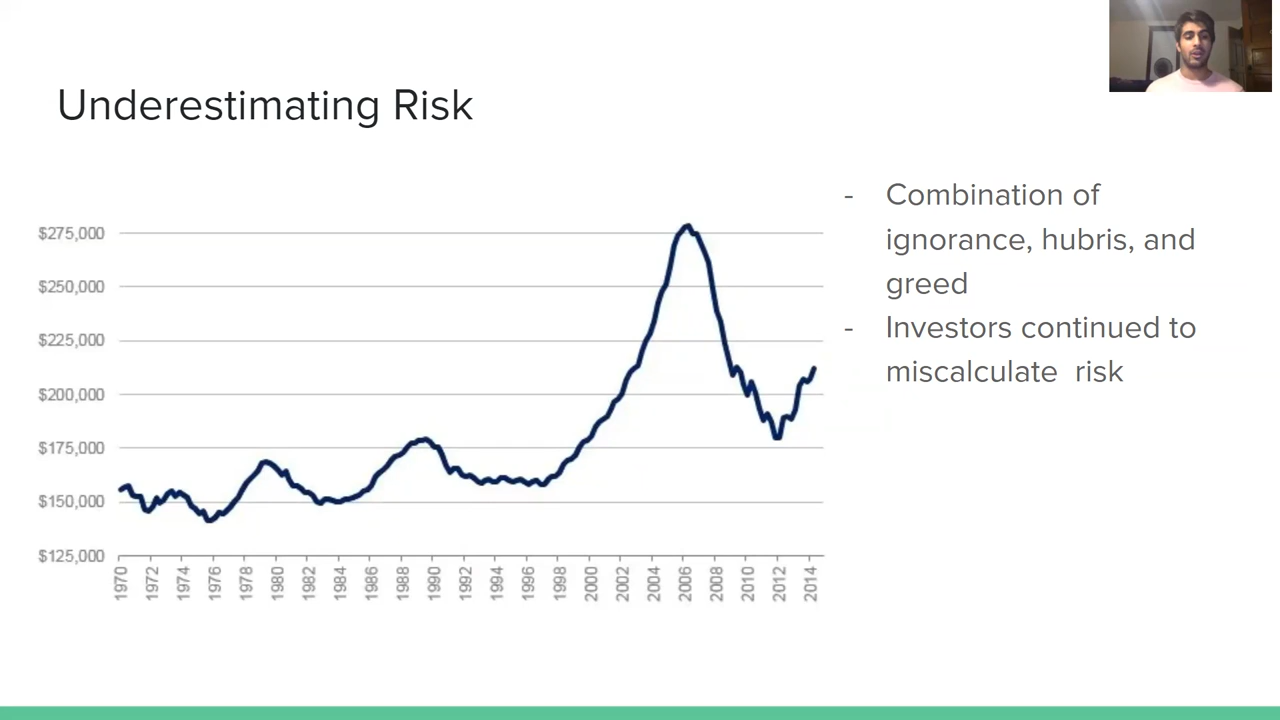 Underestimating Risk
$275,000
$250,000
$225,000
$200,000
$175,000
$150,000
$125,000
1970 1972 1974 1976 1978 1980 1982 1984 1986 1988 1990 1992 1994 1996 1998 2000 2002 2004 2006 2008 2010 2012 2014
- Combination of
ignorance, hubris, and
greed
- Investors continued to
miscalculate risk